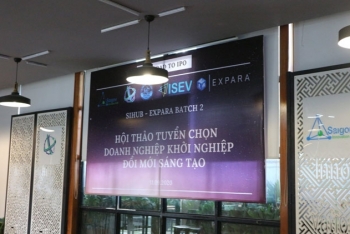 TO IPO
ISEV EXPARA
SIHUB - EXPARA BATCH 2
HỘI THẢO TUYỂN CHỌN
DOANH NGHIỆP KHỞI NGHIỆP
ĐỔI MỚI SÁNG TẠO